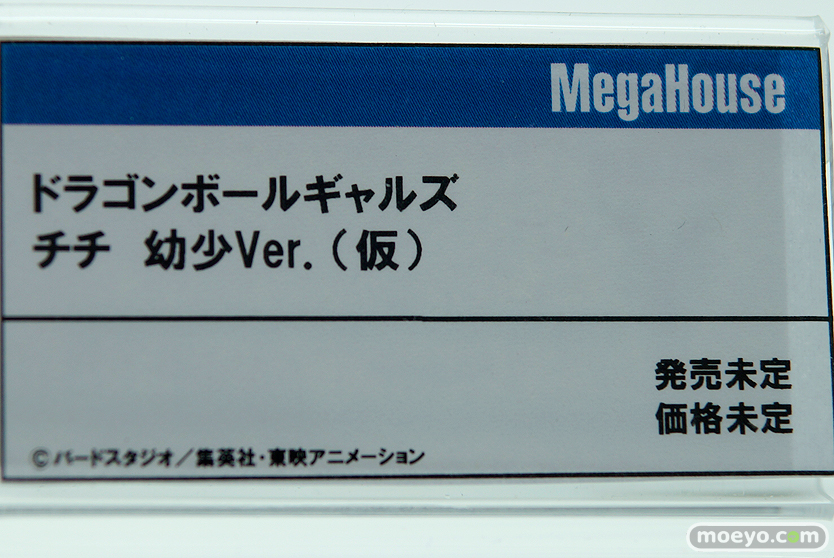 MegaHouse
ドラゴンボールギャルズ
チチ 幼少Ver.（仮）
発売未定
価格未定
©バードスタジオ／集英社・東映アニメーション
moeyo.com